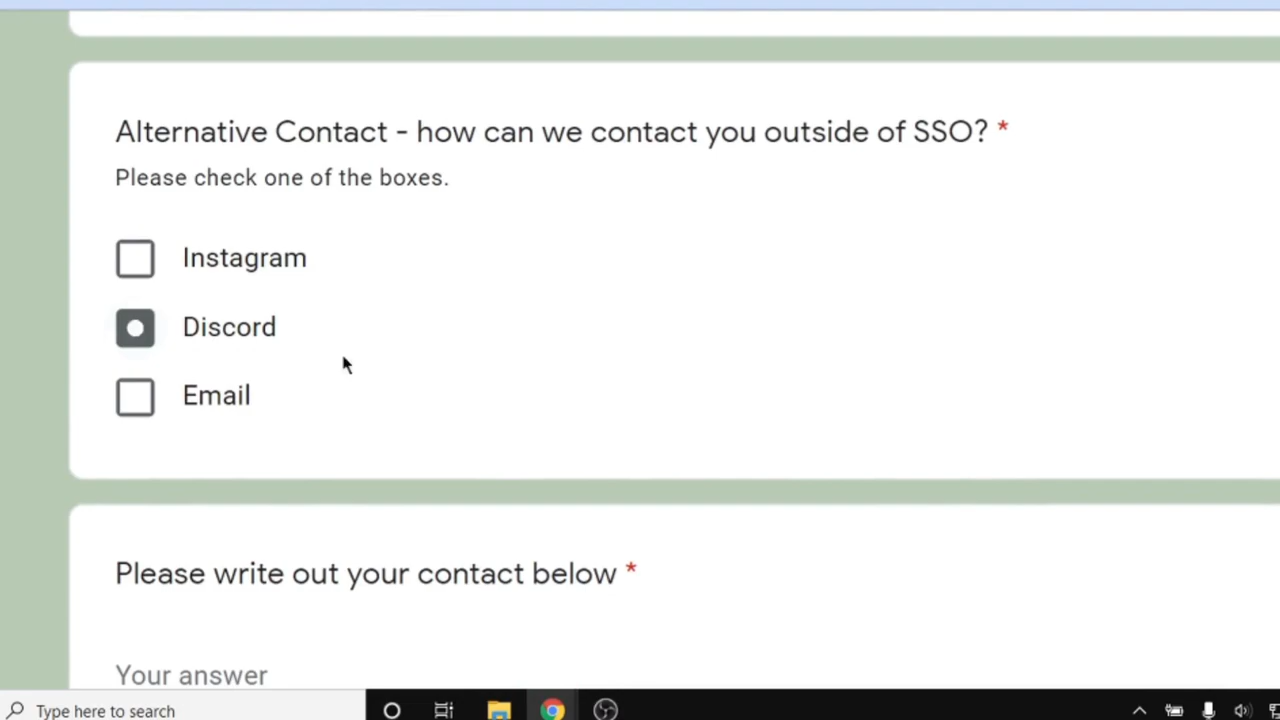 Alternative Contact - how can we contact you outside of SSO? *
Please check one of the boxes.
Instagram
Discord
Email
Please write out your contact below *
Your answer
Type here to search